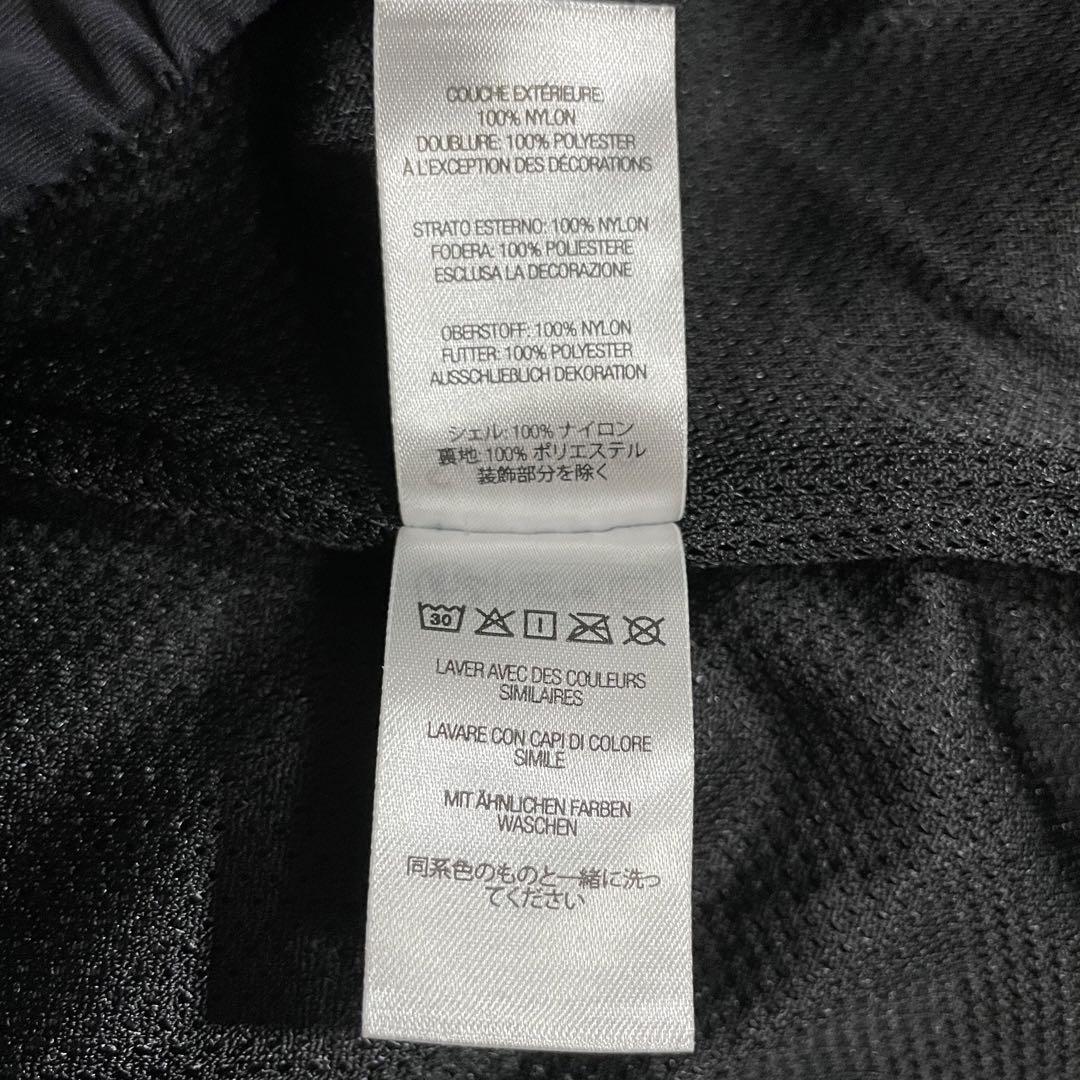 COUCHE EXTÉRIEURE:
100% NYLON
DOUBLURE: 100% POLYESTER
À L'EXCEPTION DES DÉCORATIONS
STRATO ESTERNO: 100% NYLON
FODERA: 100% POLIESTERE
ESCLUSA LA DECORAZIONE
OBERSTOFF: 100% NYLON
FUTTER: 100% POLYESTER
AUSSCHLIEßLICH DEKORATION
シェル: 100% ナイロン
裏地: 100% ポリエステル
装飾部分を除く
30
LAVER AVEC DES COULEURS
SIMILAIRES
LAVARE CON CAPI DI COLORE
SIMILE
MIT ÄHNLICHEN FARBEN
WASCHEN
同系色のものと一緒に洗っ
てください